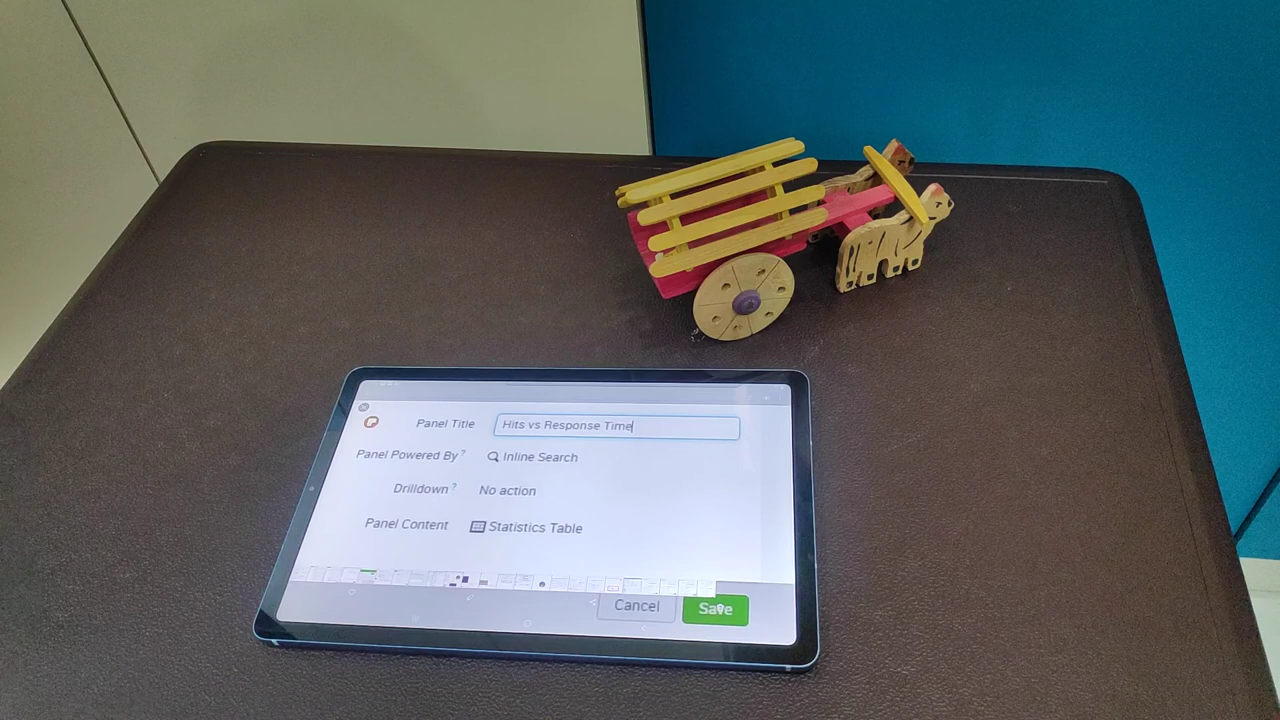 Panel Title Hits vs Response Time
Panel Powered By ? Inline Search
Drilldown ? No action
Panel Content Statistics Table
Cancel Save